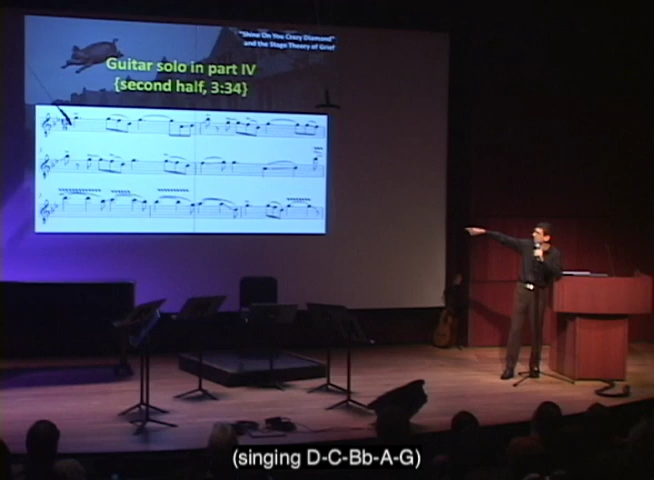 "Shine On You Crazy Diamond"
and the Stage Theory of Grief
Guitar solo in part IV
{second half, 3:34}
(singing D-C-Bb-A-G)